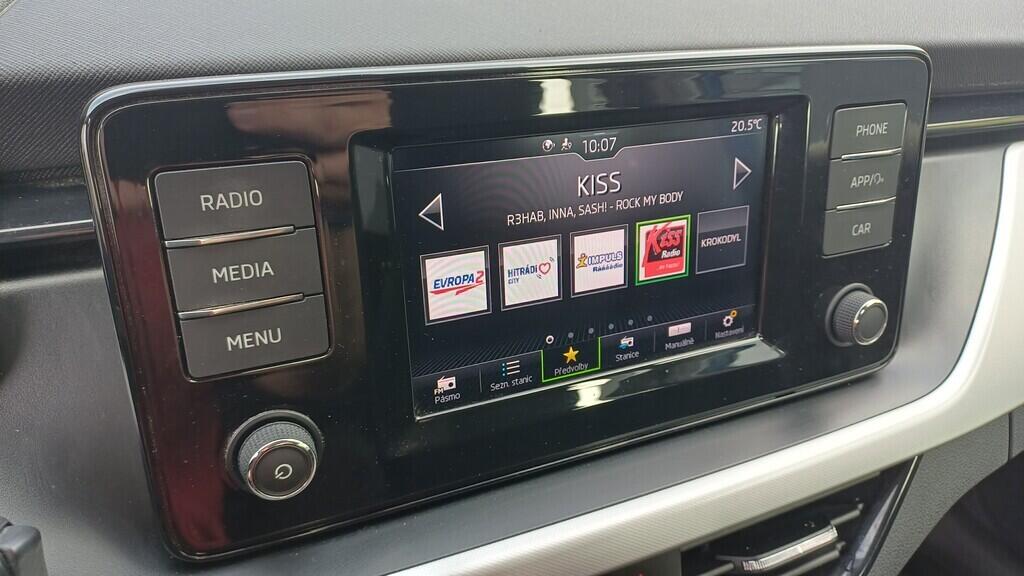 10:07
20.5°C
KISS
R3HAB, INNA, SASH! - ROCK MY BODY
EVROPA 2
HITRÁDIO
CITY
IMPULS
Ráááádio
Kiss
Radio
KROKODYL
FM
Pásmo
Sezn. stanic
Předvolby
Stanice
Manuálně
Nastavení
RADIO
MEDIA
MENU
PHONE
APP/
CAR